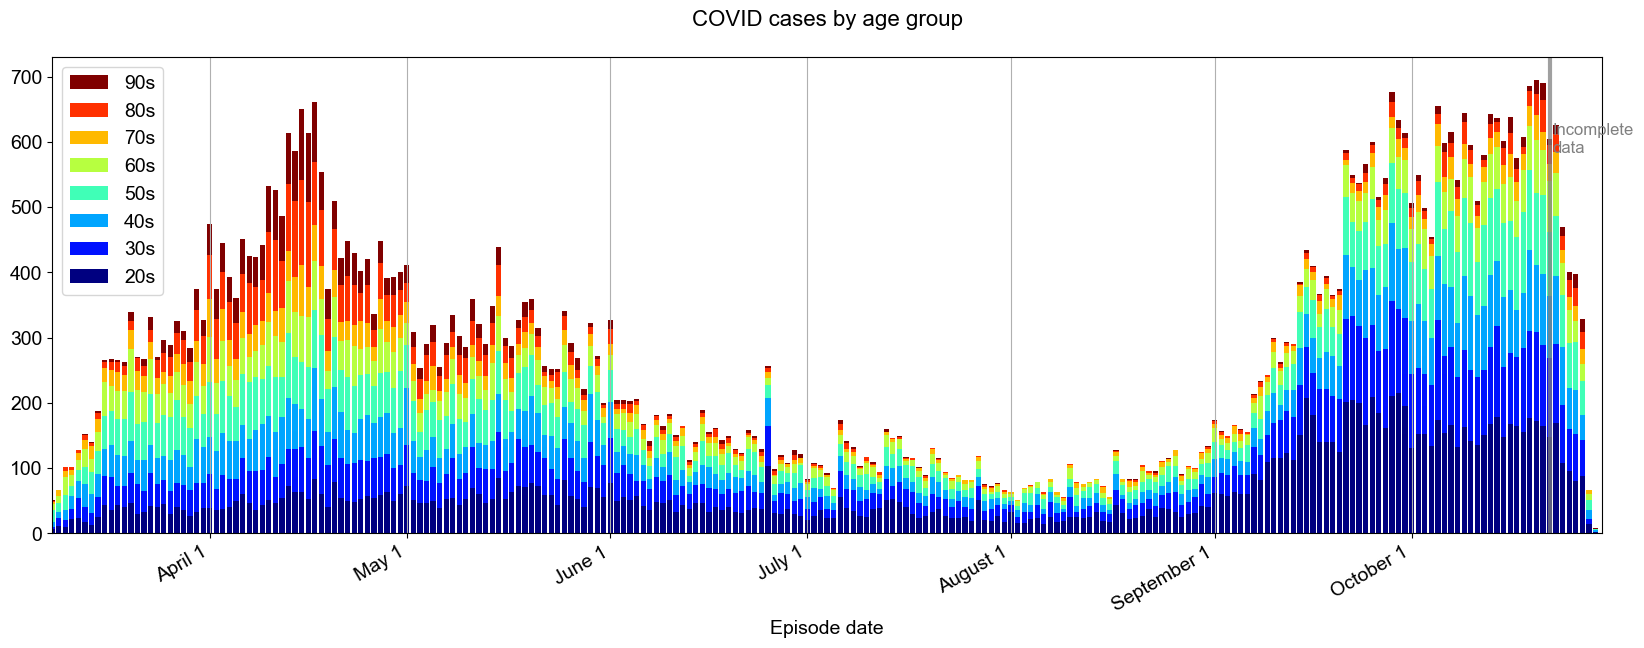 COVID cases by age group
700
600
500
400
300
200
100
0
90s
80s
70s
60s
50s
40s
30s
20s
Incomplete
data
April 1
May 1
June 1
July 1
August 1
September 1
October 1
Episode date